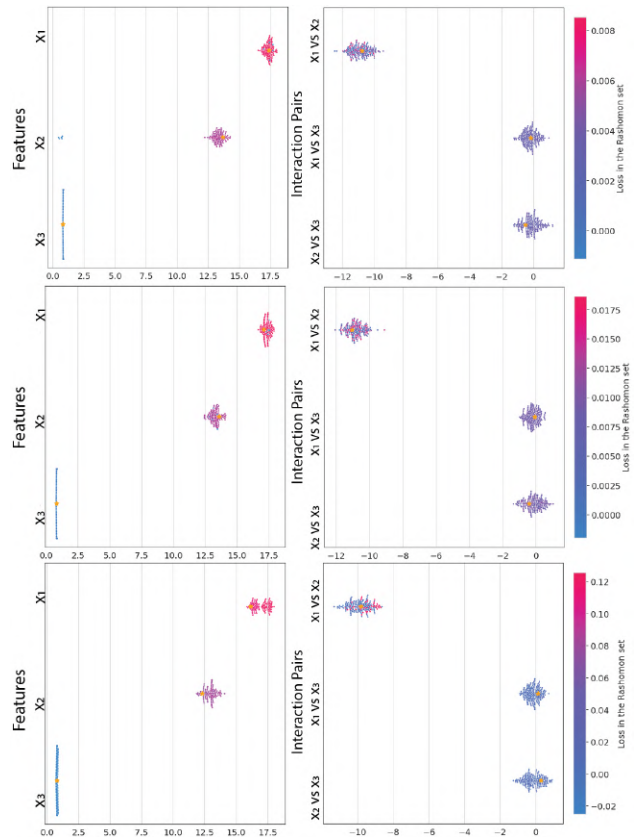 Features
X1
X2
X3
0.0 2.5 5.0 7.5 10.0 12.5 15.0 17.5
Interaction Pairs
X1 VS X2
X1 VS X3
X2 VS X3
−12 −10 −8 −6 −4 −2 0
0.008
0.006
0.004
0.002
0.000
Loss in the Rashomon set
Features
X1
X2
X3
0.0 2.5 5.0 7.5 10.0 12.5 15.0 17.5
Interaction Pairs
X1 VS X2
X1 VS X3
X2 VS X3
−12 −10 −8 −6 −4 −2 0
0.0175
0.0150
0.0125
0.0100
0.0075
0.0050
0.0025
0.0000
Loss in the Rashomon set
Features
X1
X2
X3
0.0 2.5 5.0 7.5 10.0 12.5 15.0 17.5
Interaction Pairs
X1 VS X2
X1 VS X3
X2 VS X3
−10 −8 −6 −4 −2 0
0.12
0.10
0.08
0.06
0.04
0.02
0.00
−0.02
Loss in the Rashomon set